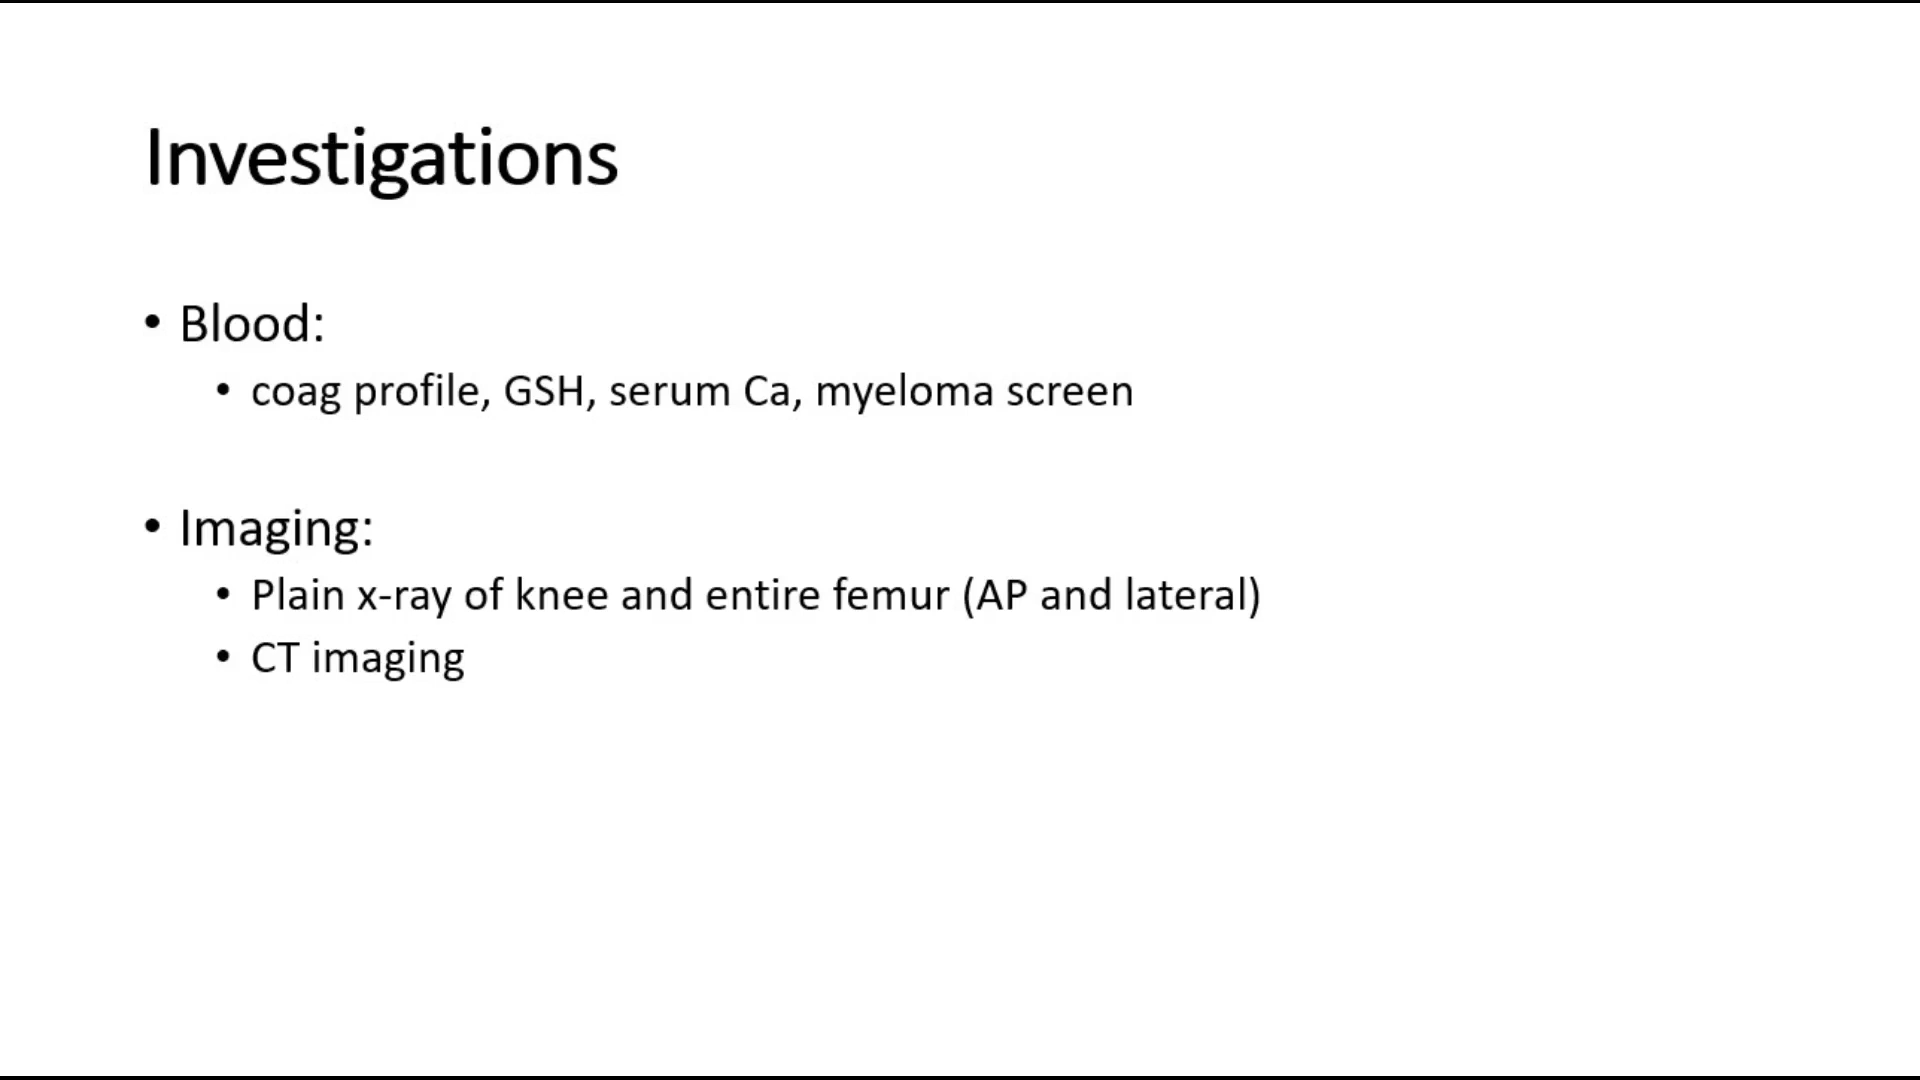 Investigations
• Blood:
• coag profile, GSH, serum Ca, myeloma screen
• Imaging:
• Plain x-ray of knee and entire femur (AP and lateral)
• CT imaging